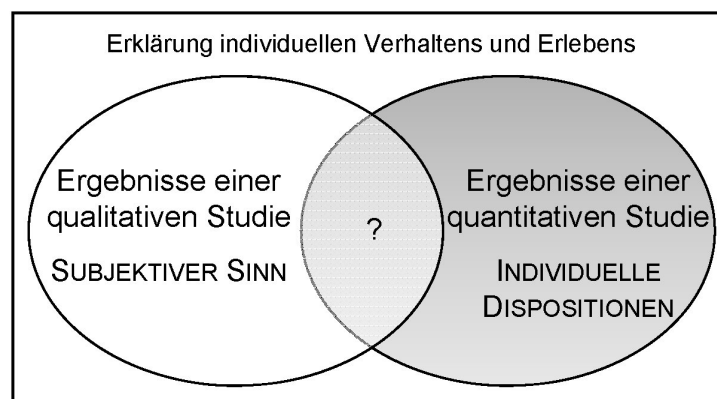 Erklärung individuellen Verhaltens und Erlebens
Ergebnisse einer
qualitativen Studie
SUBJEKTIVER SINN
?
Ergebnisse einer
quantitativen Studie
INDIVIDUELLE
DISPOSITIONEN